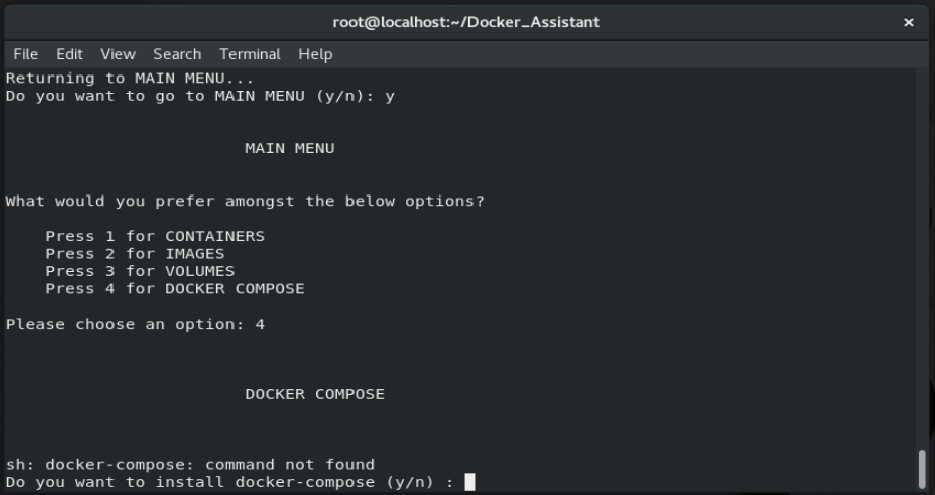 root@localhost:~/Docker_Assistant ×
File Edit View Search Terminal Help
Returning to MAIN MENU...
Do you want to go to MAIN MENU (y/n): y
MAIN MENU
What would you prefer amongst the below options?
Press 1 for CONTAINERS
Press 2 for IMAGES
Press 3 for VOLUMES
Press 4 for DOCKER COMPOSE
Please choose an option: 4
DOCKER COMPOSE
sh: docker-compose: command not found
Do you want to install docker-compose (y/n) :